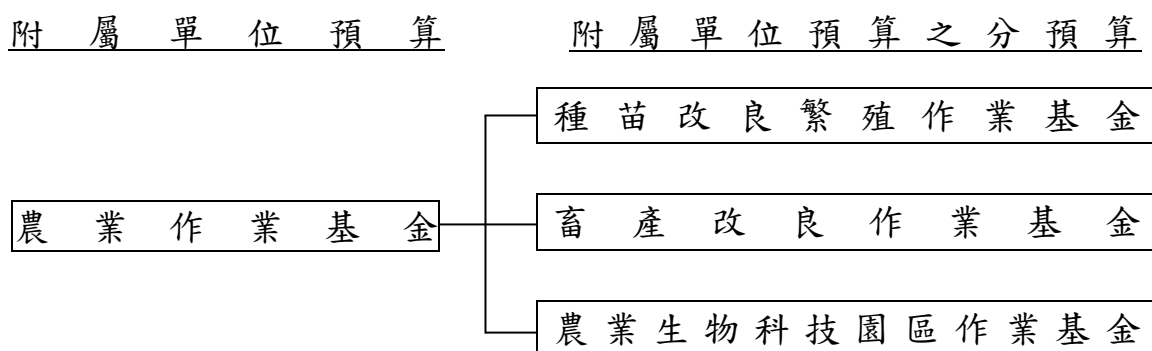 附屬單位預算
附屬單位預算之分預算
種苗改良繁殖作業基金
農業作業基金
畜產改良作業基金
農業生物科技園區作業基金